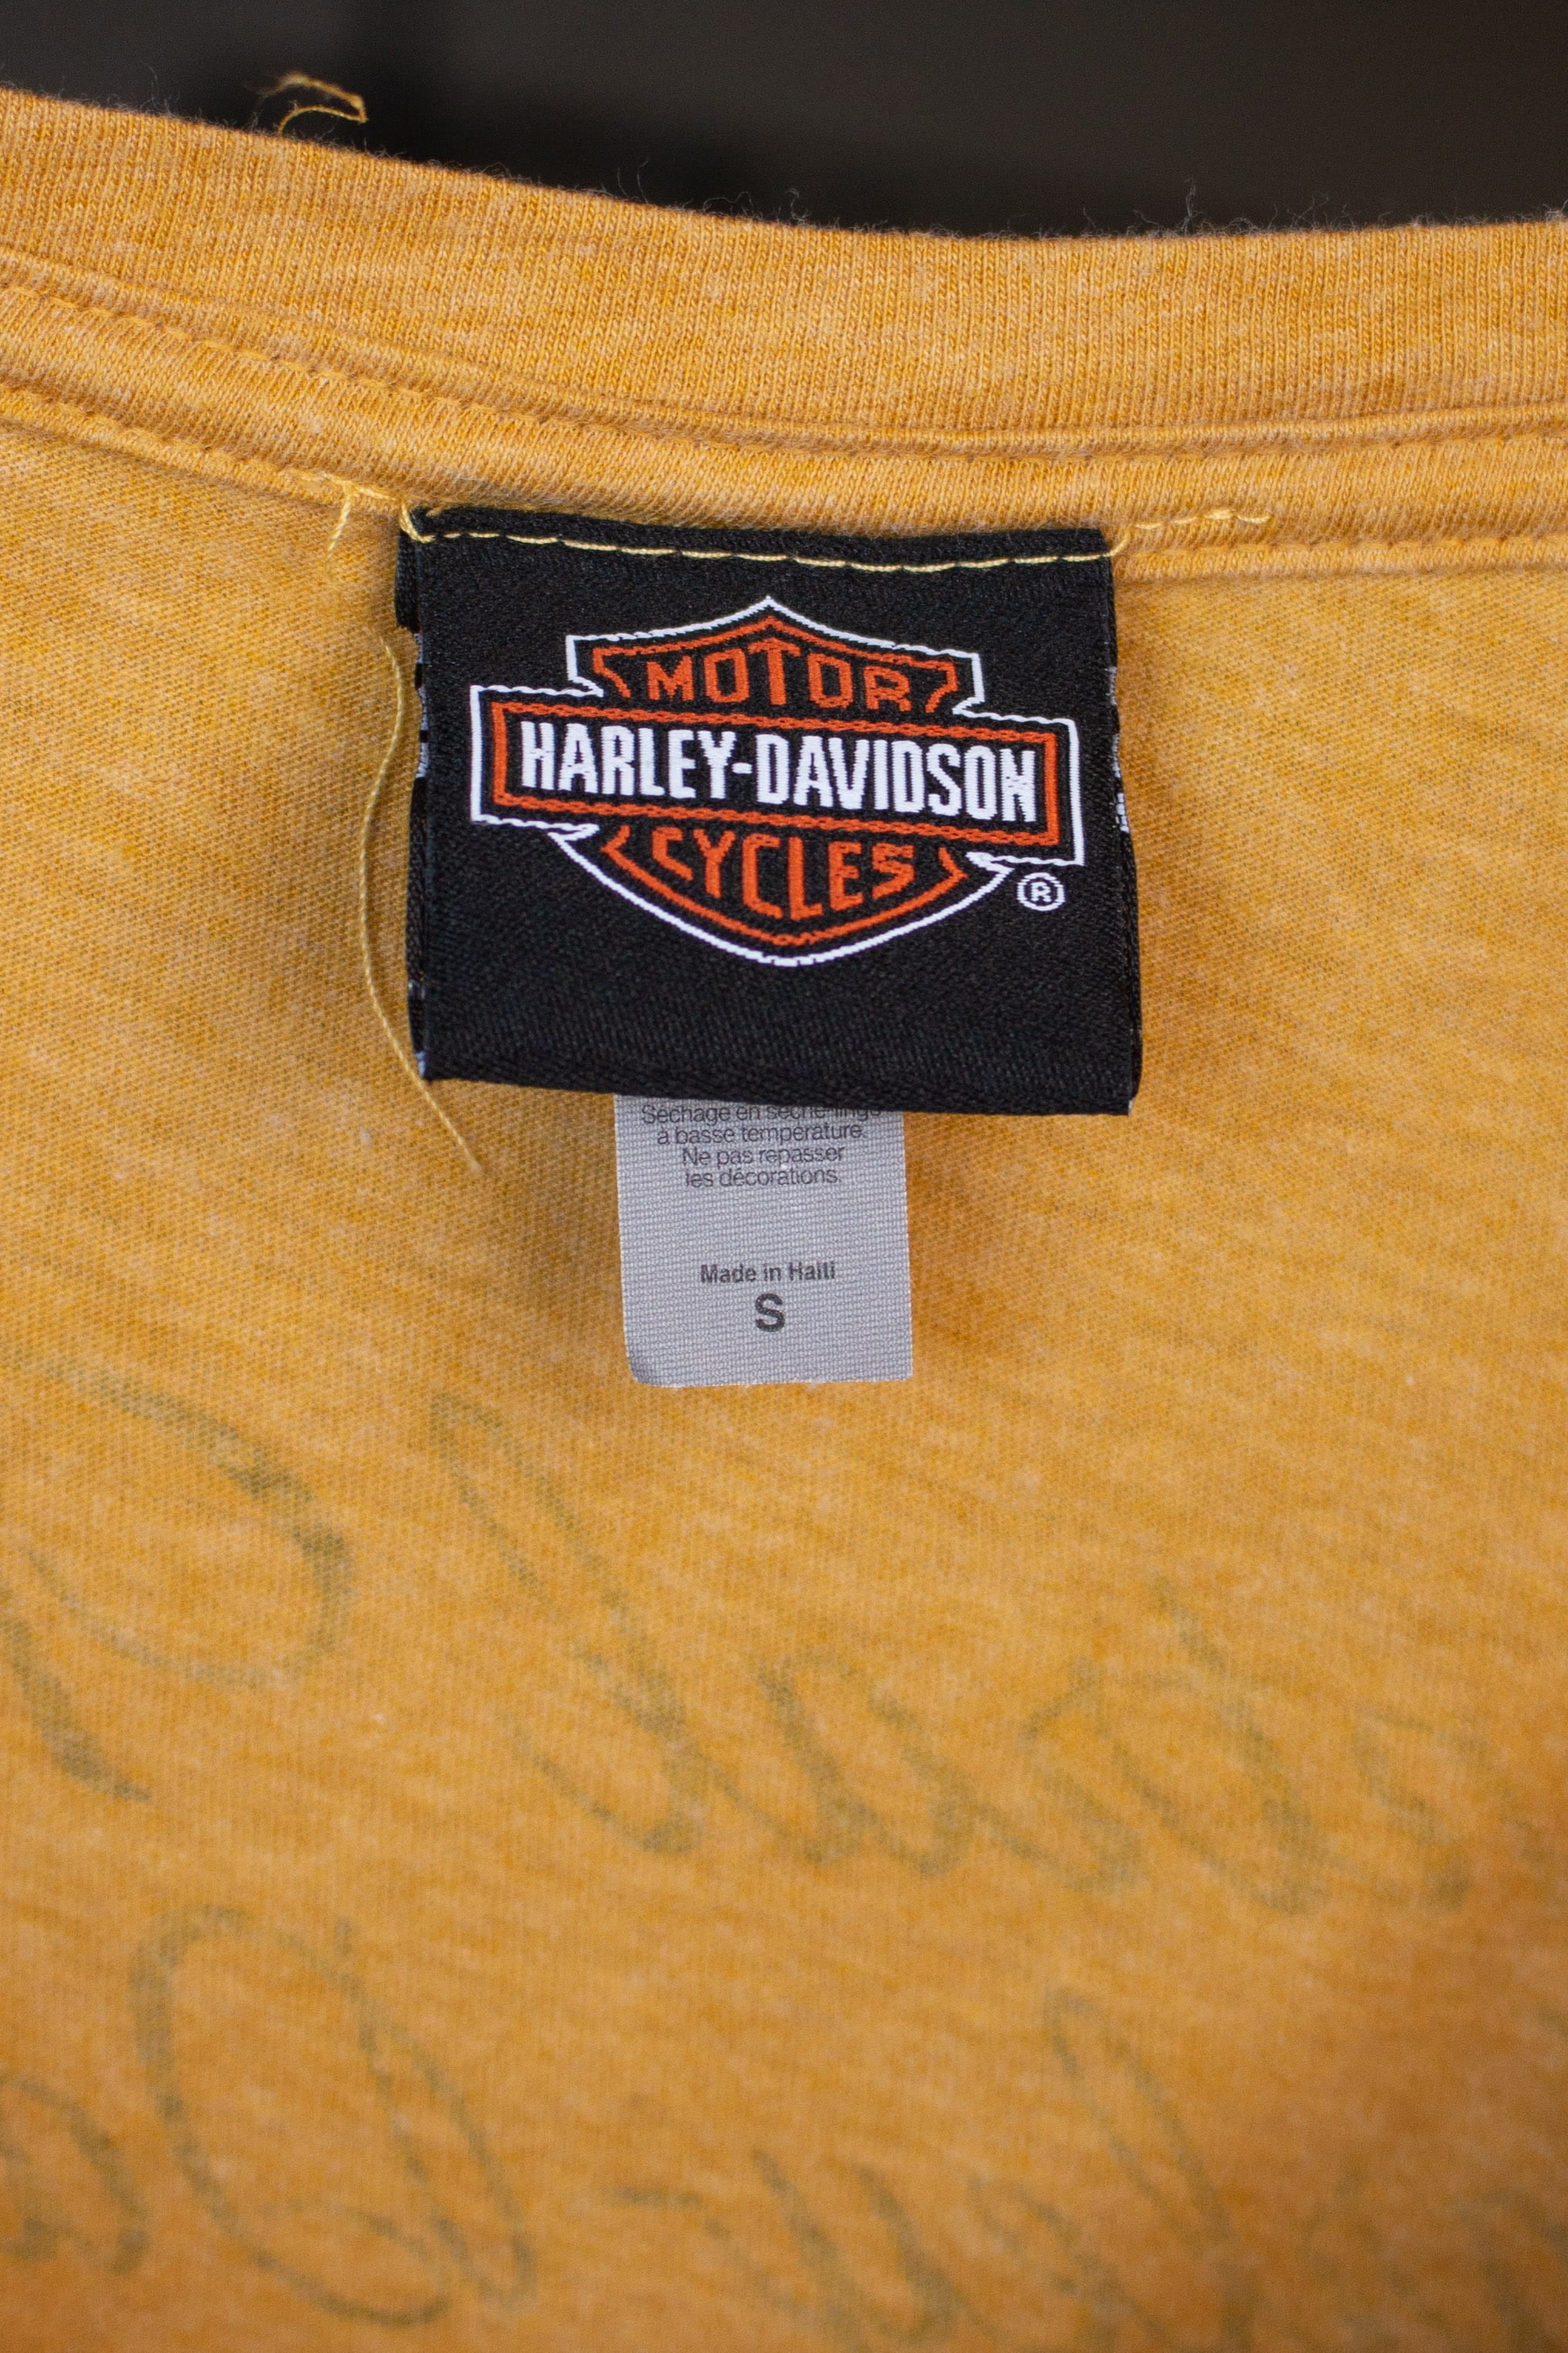 MOTOR
HARLEY-DAVIDSON
CYCLES
®
Séchage en sèche-linge
à basse température.
Ne pas repasser
les décorations.
Made in Haiti
S